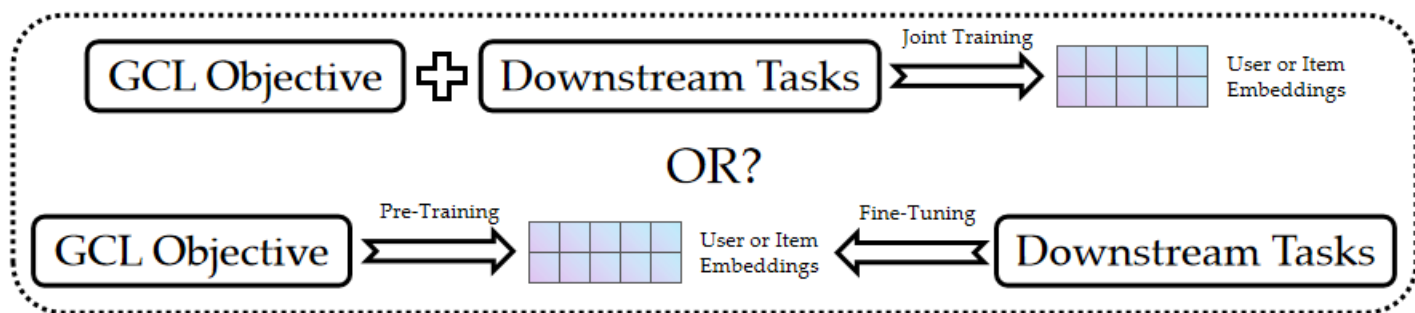 Joint Training
GCL Objective
Downstream Tasks
User or Item
Embeddings
OR?
Pre-Training
Fine-Tuning
GCL Objective
User or Item
Embeddings
Downstream Tasks